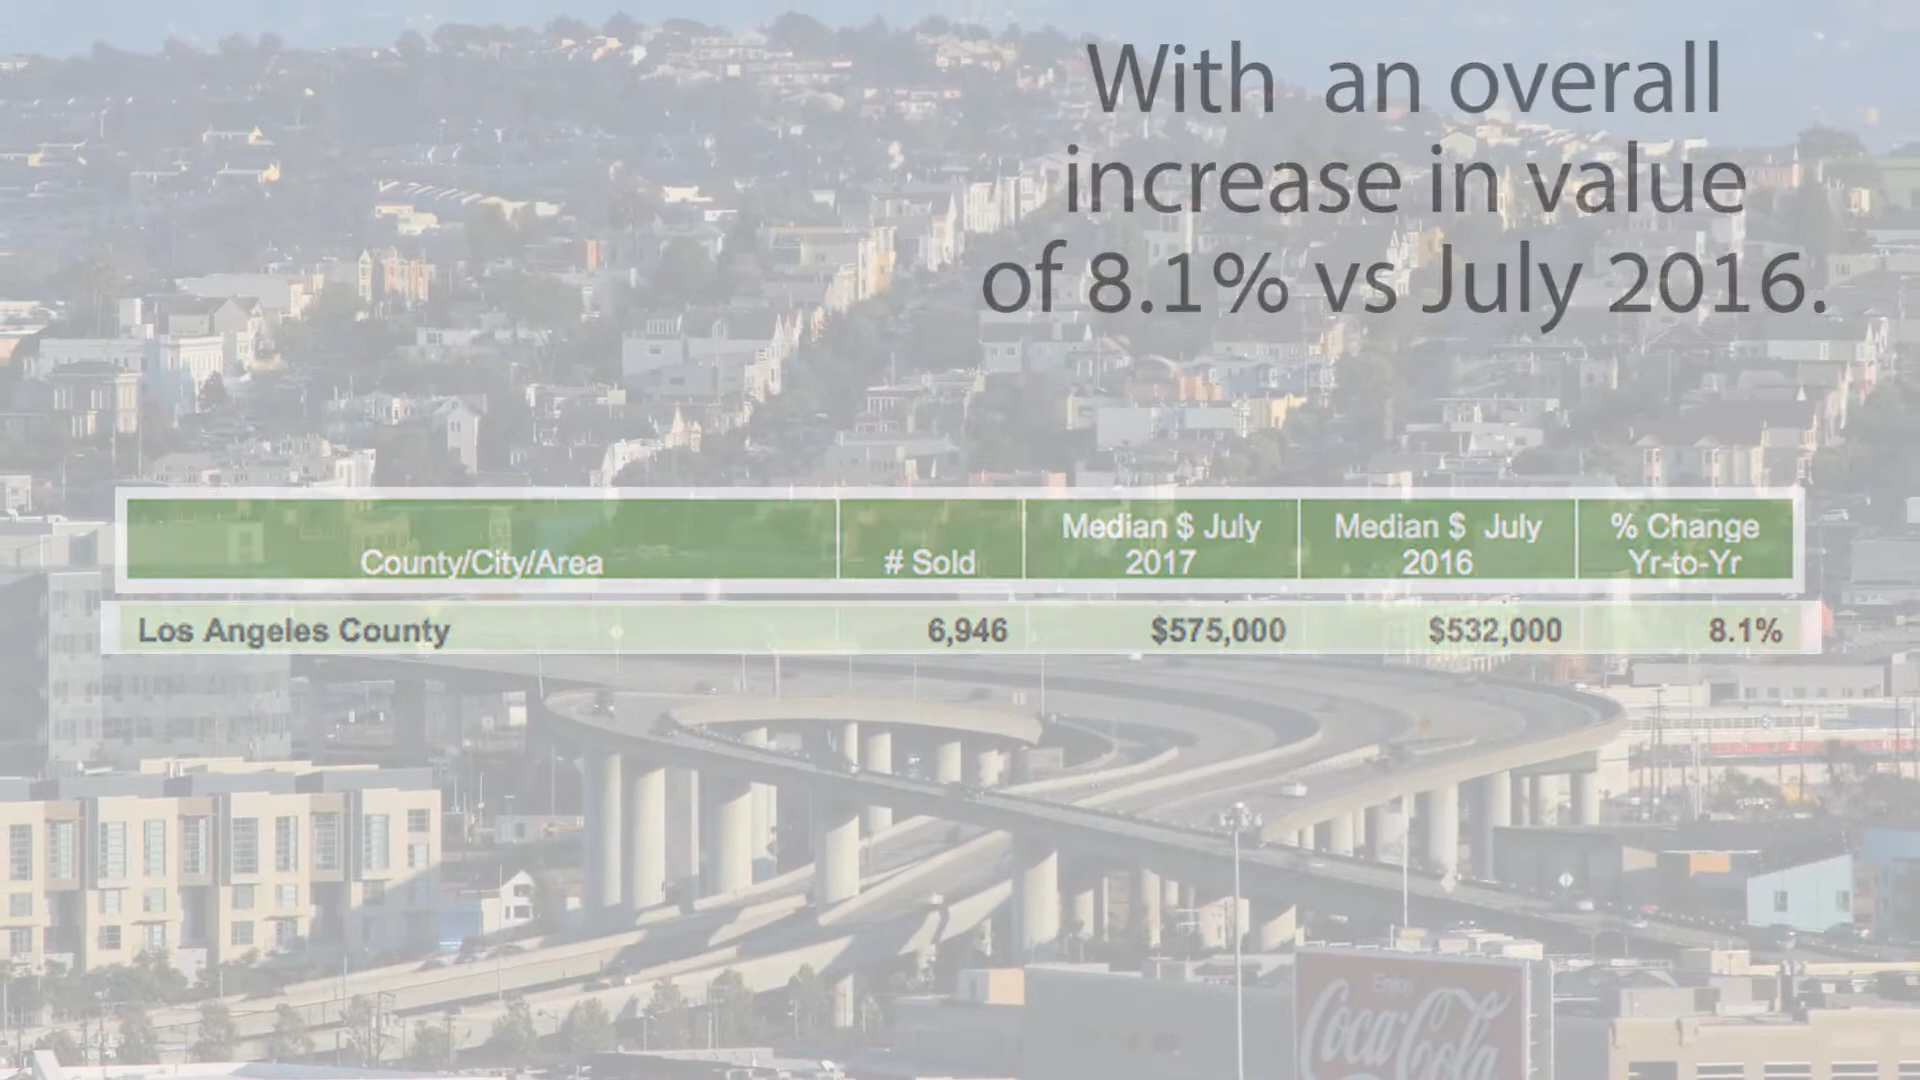 With an overall
increase in value
of 8.1% vs July 2016.
County/City/Area # Sold Median $ July 2017 Median $ July 2016 % Change Yr-to-Yr
Los Angeles County 6,946 $575,000 $532,000 8.1%
Enjoy
Coca-Cola